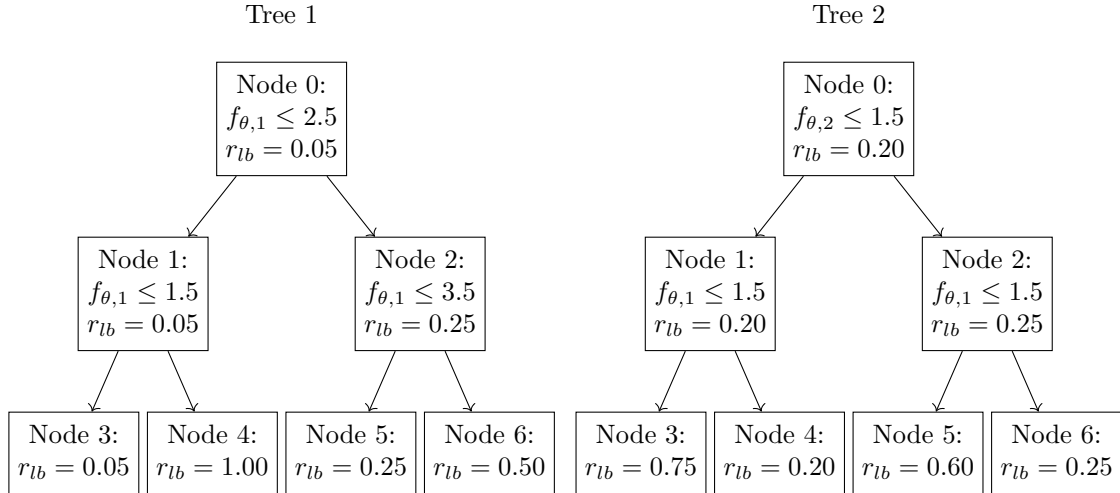 Tree 1
Node 0:
f_{θ,1} ≤ 2.5
r_{lb} = 0.05
Node 1:
f_{θ,1} ≤ 1.5
r_{lb} = 0.05
Node 2:
f_{θ,1} ≤ 3.5
r_{lb} = 0.25
Node 3:
r_{lb} = 0.05
Node 4:
r_{lb} = 1.00
Node 5:
r_{lb} = 0.25
Node 6:
r_{lb} = 0.50
Tree 2
Node 0:
f_{θ,2} ≤ 1.5
r_{lb} = 0.20
Node 1:
f_{θ,1} ≤ 1.5
r_{lb} = 0.20
Node 2:
f_{θ,1} ≤ 1.5
r_{lb} = 0.25
Node 3:
r_{lb} = 0.75
Node 4:
r_{lb} = 0.20
Node 5:
r_{lb} = 0.60
Node 6:
r_{lb} = 0.25